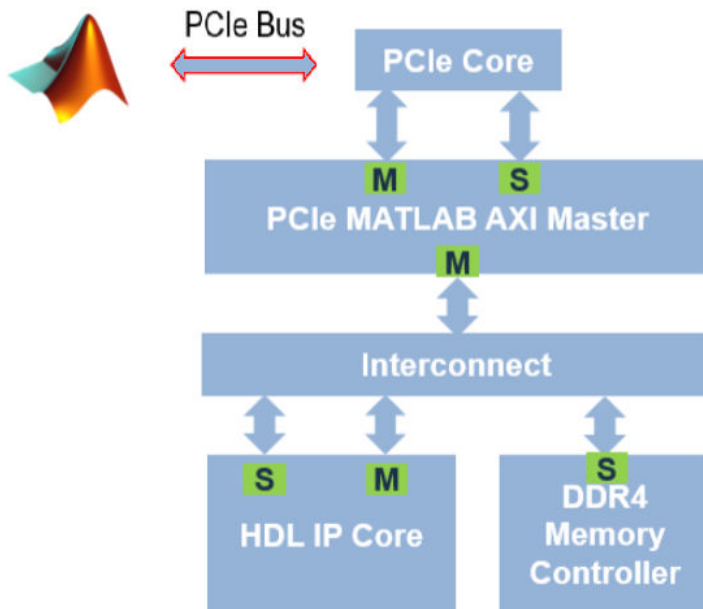 PCIe Bus
PCIe Core
M S
PCIe MATLAB AXI Master
M
Interconnect
S M
HDL IP Core
S
DDR4
Memory
Controller